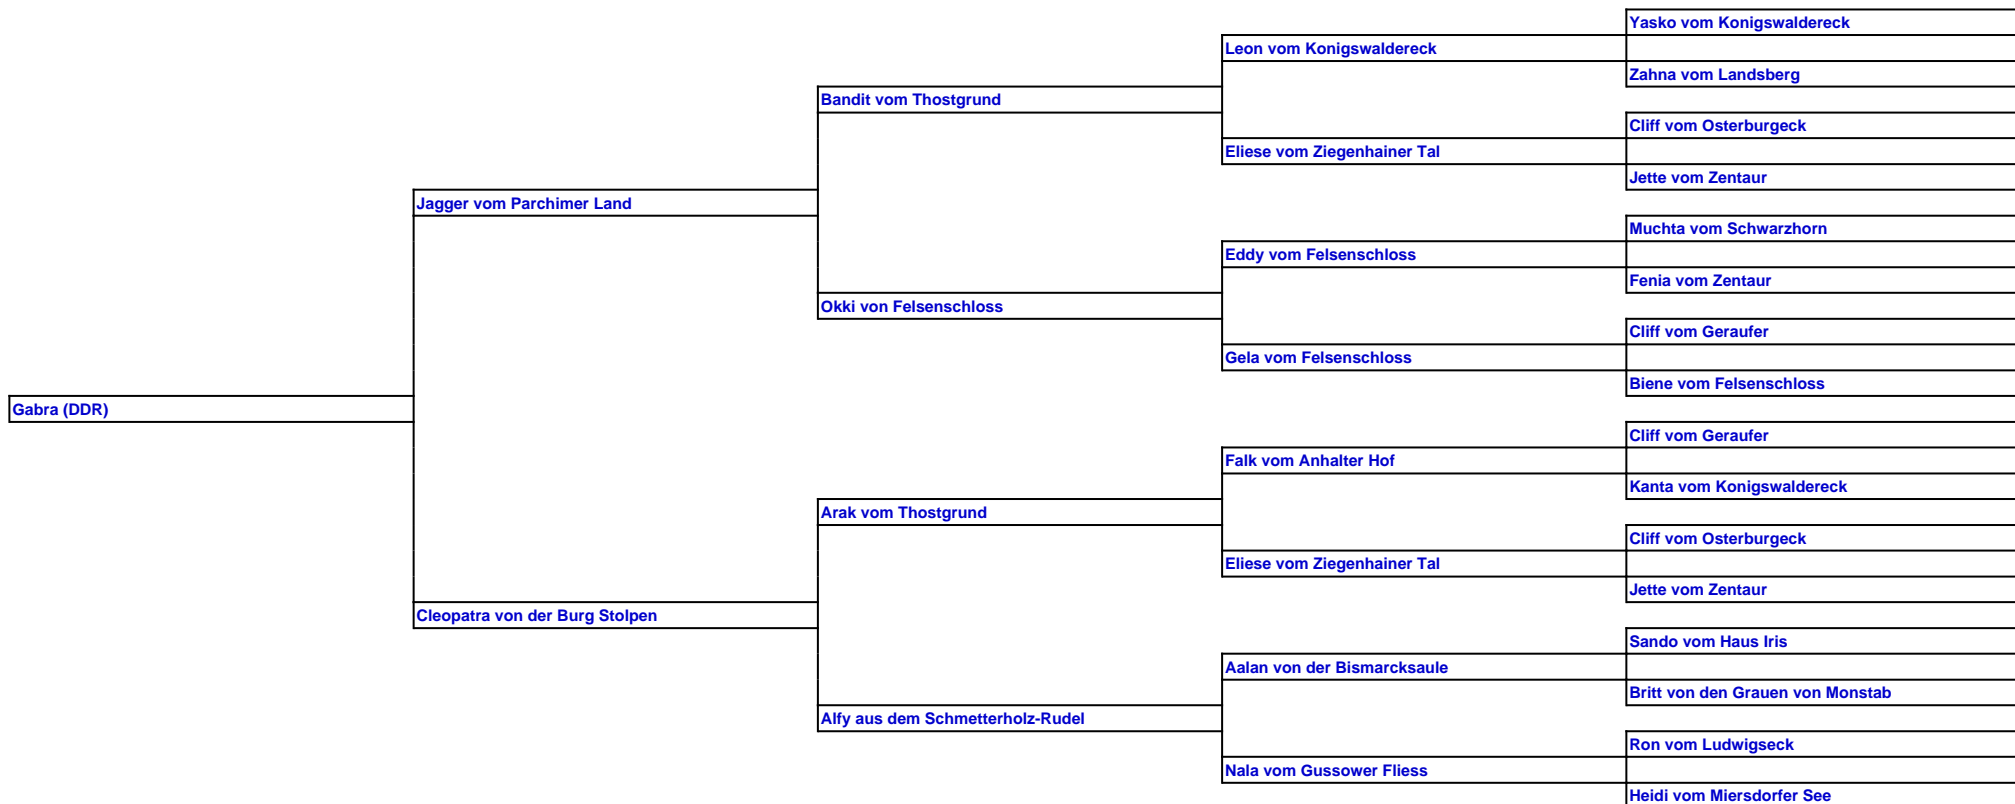 Yasko vom Konigswaldereck
Leon vom Konigswaldereck
Zahna vom Landsberg
Bandit vom Thostgrund
Cliff vom Osterburgeck
Eliese vom Ziegenhainer Tal
Jette vom Zentaur
Jagger vom Parchimer Land
Muchta vom Schwarzhorn
Eddy vom Felsenschloss
Fenia vom Zentaur
Okki von Felsenschloss
Cliff vom Geraufer
Gela vom Felsenschloss
Biene vom Felsenschloss
Gabra (DDR)
Cliff vom Geraufer
Falk vom Anhalter Hof
Kanta vom Konigswaldereck
Arak vom Thostgrund
Cliff vom Osterburgeck
Eliese vom Ziegenhainer Tal
Jette vom Zentaur
Cleopatra von der Burg Stolpen
Sando vom Haus Iris
Aalan von der Bismarcksaule
Britt von den Grauen von Monstab
Alfy aus dem Schmetterholz-Rudel
Ron vom Ludwigseck
Nala vom Gussower Fliess
Heidi vom Miersdorfer See